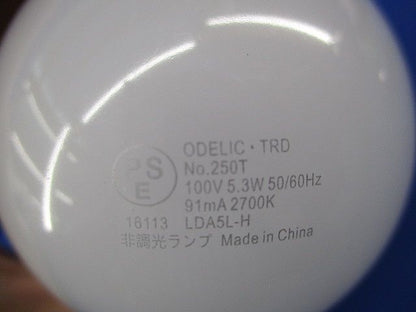 ODELIC・TRD
PS
E
No.250T
100V 5.3W 50/60Hz
91mA 2700K
16113 LDA5L-H
非調光ランプ Made in China